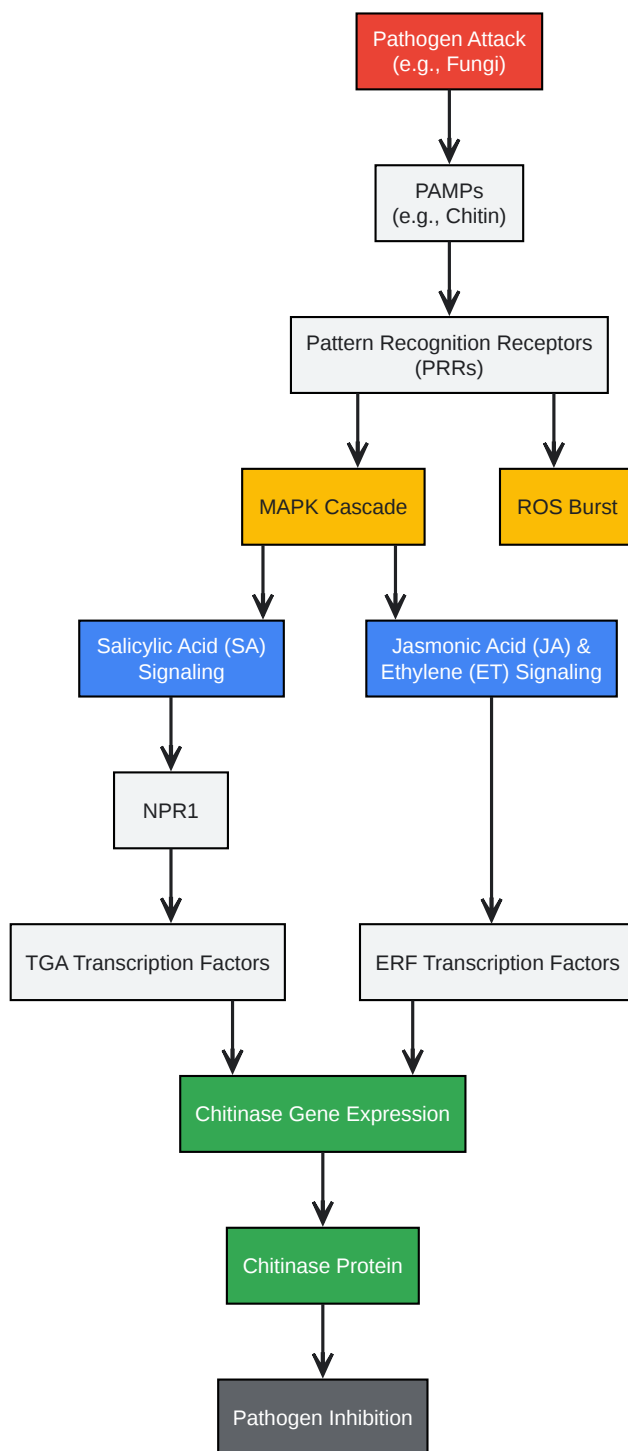 Pathogen Attack
(e.g., Fungi)
PAMPs
(e.g., Chitin)
Pattern Recognition Receptors
(PRRs)
MAPK Cascade
ROS Burst
Salicylic Acid (SA)
Signaling
Jasmonic Acid (JA) &
Ethylene (ET) Signaling
NPR1
TGA Transcription Factors
ERF Transcription Factors
Chitinase Gene Expression
Chitinase Protein
Pathogen Inhibition